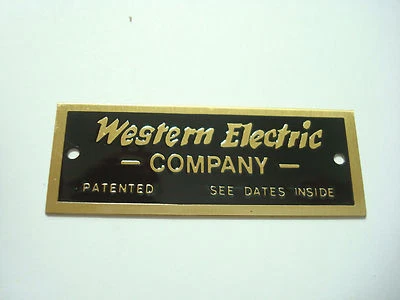 Western Electric
– COMPANY –
PATENTED SEE DATES INSIDE